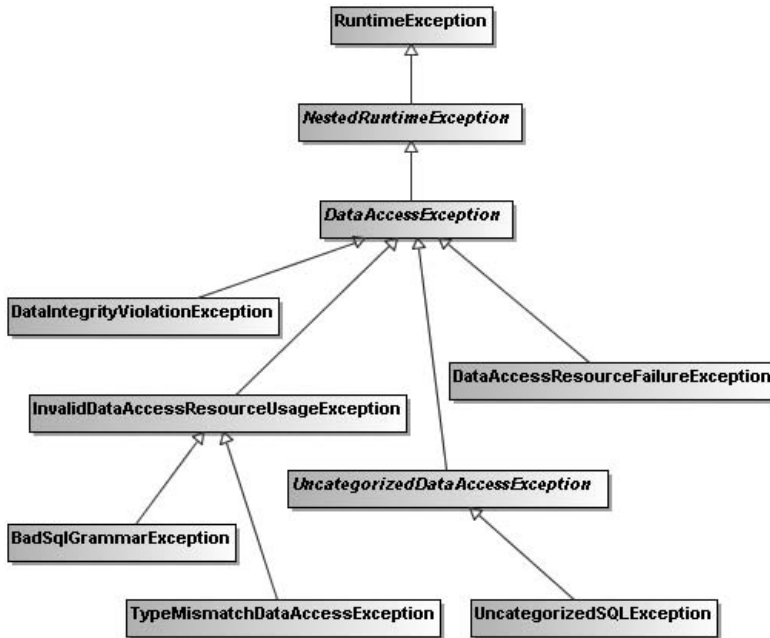 RuntimeException
NestedRuntimeException
DataAccessException
DataIntegrityViolationException
DataAccessResourceFailureException
InvalidDataAccessResourceUsageException
UncategorizedDataAccessException
BadSqlGrammarException
TypeMismatchDataAccessException
UncategorizedSQLException